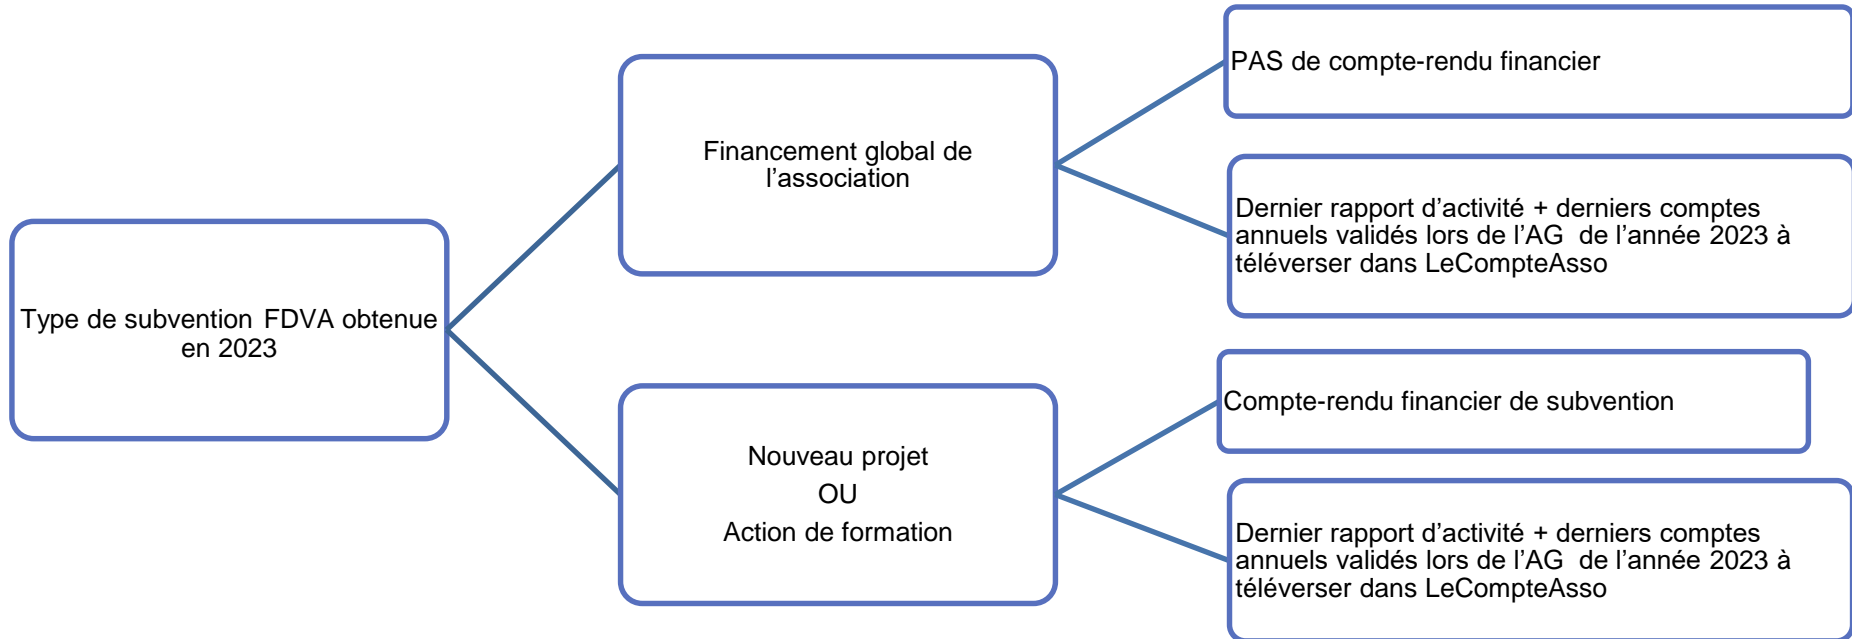 Type de subvention FDVA obtenue
en 2023
Financement global de
l’association
PAS de compte-rendu financier
Dernier rapport d’activité + derniers comptes
annuels validés lors de l’AG de l’année 2023 à
téléverser dans LeCompteAsso
Nouveau projet
OU
Action de formation
Compte-rendu financier de subvention
Dernier rapport d’activité + derniers comptes
annuels validés lors de l’AG de l’année 2023 à
téléverser dans LeCompteAsso